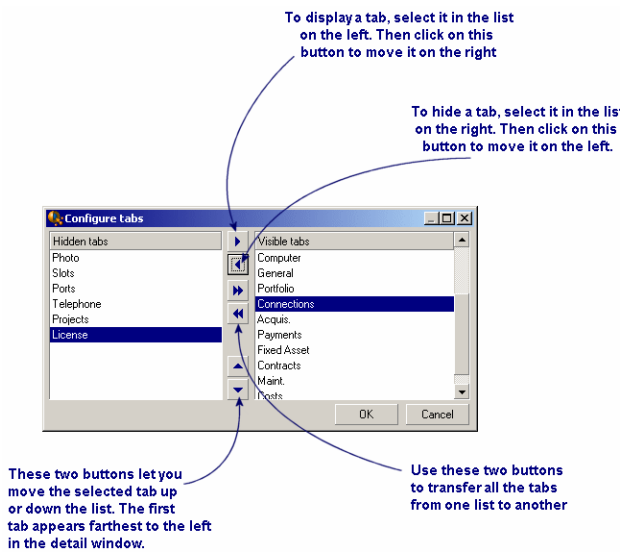 To display a tab, select it in the list
on the left. Then click on this
button to move it on the right
To hide a tab, select it in the list
on the right. Then click on this
button to move it on the left.
Configure tabs
Hidden tabs
Photo
Slots
Ports
Telephone
Projects
License
Visible tabs
Computer
General
Portfolio
Connections
Acquis.
Payments
Fixed Asset
Contracts
Maint.
Costs
OK
Cancel
These two buttons let you
move the selected tab up
or down the list. The first
tab appears farthest to the left
in the detail window.
Use these two buttons
to transfer all the tabs
from one list to another